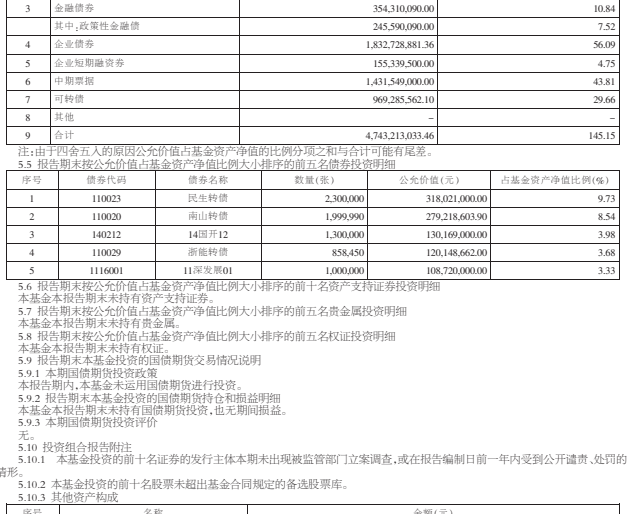 3 金融债券 354,310,090.00 10.84
其中:政策性金融债 245,590,090.00 7.52
4 企业债券 1,832,728,881.36 56.09
5 企业短期融资券 155,339,500.00 4.75
6 中期票据 1,431,549,000.00 43.81
7 可转债 969,285,562.10 29.66
8 其他 – –
9 合计 4,743,213,033.46 145.15
注:由于四舍五入的原因公允价值占基金资产净值的比例分项之和与合计可能有尾差。
5.5 报告期末按公允价值占基金资产净值比例大小排序的前五名债券投资明细
序号 债券代码 债券名称 数量(张) 公允价值(元) 占基金资产净值比例(%)
1 110023 民生转债 2,300,000 318,021,000.00 9.73
2 110020 南山转债 1,999,990 279,218,603.90 8.54
3 140212 14国开12 1,300,000 130,169,000.00 3.98
4 110029 浙能转债 858,450 120,148,662.00 3.68
5 1116001 11深发展01 1,000,000 108,720,000.00 3.33
5.6 报告期末按公允价值占基金资产净值比例大小排序的前十名资产支持证券投资明细
本基金本报告期末未持有资产支持证券。
5.7 报告期末按公允价值占基金资产净值比例大小排序的前五名贵金属投资明细
本基金本报告期末未持有贵金属。
5.8 报告期末按公允价值占基金资产净值比例大小排序的前五名权证投资明细
本基金本报告期末未持有权证。
5.9 报告期末本基金投资的国债期货交易情况说明
5.9.1 本期国债期货投资政策
本报告期内,本基金未运用国债期货进行投资。
5.9.2 报告期末本基金投资的国债期货持仓和损益明细
本基金本报告期末未持有国债期货投资,也无期间损益。
5.9.3 本期国债期货投资评价
无。
5.10 投资组合报告附注
5.10.1 本基金投资的前十名证券的发行主体本期未出现被监管部门立案调查,或在报告编制日前一年内受到公开谴责、处罚的
情形。
5.10.2 本基金投资的前十名股票未超出基金合同规定的备选股票库。
5.10.3 其他资产构成
序号 名称 金额(元)